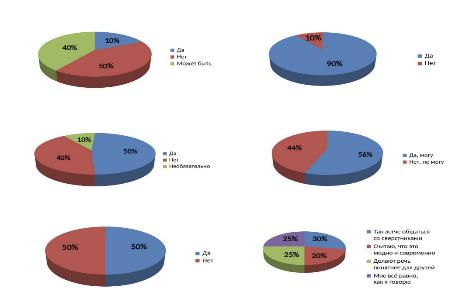 10%
40%
50%
Да
Нет
Может быть
10%
90%
Да
Нет
10%
50%
40%
Да
Нет
Необязательно
44%
56%
Да, могу
Нет, не могу
50%
50%
Да
Нет
25%
30%
25%
20%
Так легче общаться
со сверстниками
Считаю, что это
модно и современно
Делают речь
понятнее для друзей
Мне всё равно,
как я говорю